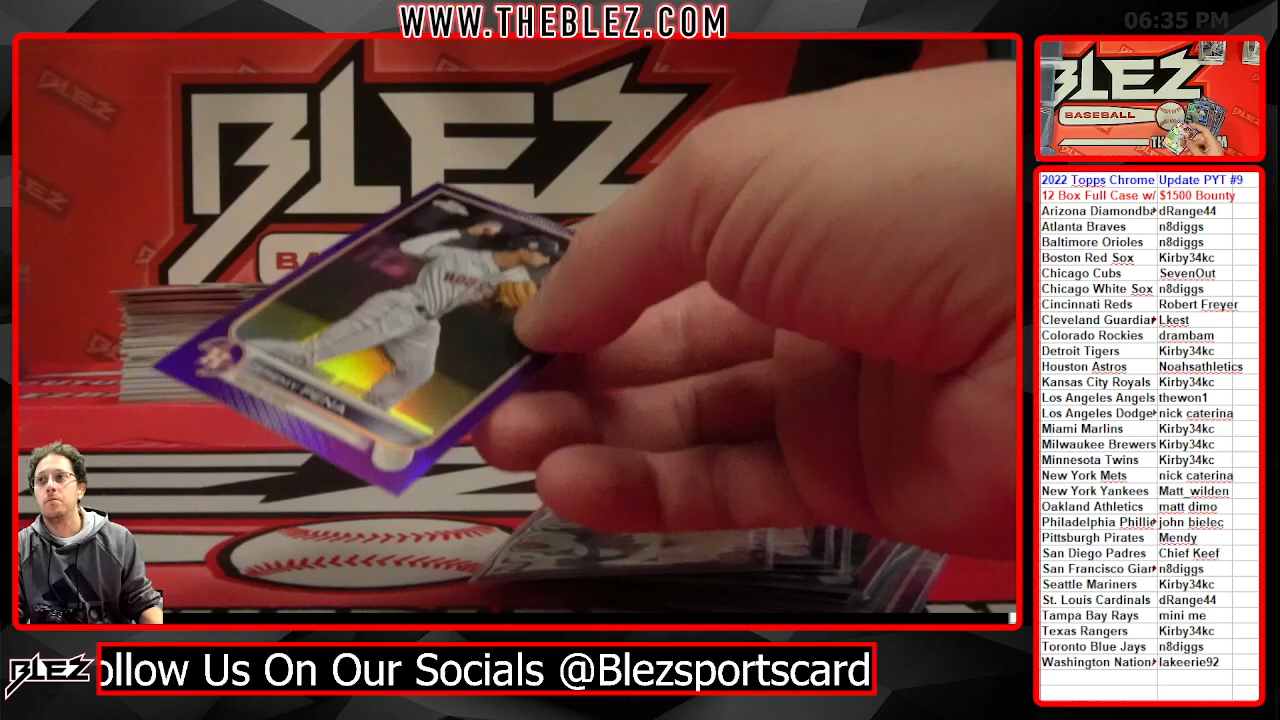 WWW.THEBLEZ.COM
06:35 PM
BLEZ
BLEZ
BLEZ
BASEBALL
PENA
2022 Topps Chrome Update PYT #9
12 Box Full Case w/ $1500 Bounty
Arizona Diamondba dRange44
Atlanta Braves n8diggs
Baltimore Orioles n8diggs
Boston Red Sox Kirby34kc
Chicago Cubs SevenOut
Chicago White Sox n8diggs
Cincinnati Reds Robert Freyer
Cleveland Guardia Lkest
Colorado Rockies drambam
Detroit Tigers Kirby34kc
Houston Astros Noahsathletics
Kansas City Royals Kirby34kc
Los Angeles Angels thewon1
Los Angeles Dodge nick caterina
Miami Marlins Kirby34kc
Milwaukee Brewers Kirby34kc
Minnesota Twins Kirby34kc
New York Mets nick caterina
New York Yankees Matt_wilden
Oakland Athletics matt dimo
Philadelphia Phillie john bielec
Pittsburgh Pirates Mendy
San Diego Padres Chief Keef
San Francisco Gian n8diggs
Seattle Mariners Kirby34kc
St. Louis Cardinals dRange44
Tampa Bay Rays mini me
Texas Rangers Kirby34kc
Toronto Blue Jays n8diggs
Washington Nation lakeerie92
BLEZ
ollow Us On Our Socials @Blezsportscard